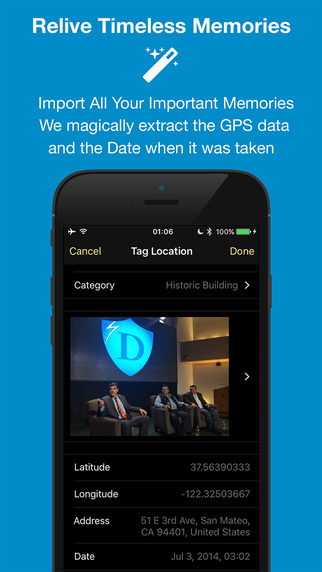 Relive Timeless Memories
Import All Your Important Memories
We magically extract the GPS data
and the Date when it was taken
01:06
100%
Cancel
Tag Location
Done
Category
Historic Building
D
Latitude
37.56390333
Longitude
-122.32503667
Address
51 E 3rd Ave, San Mateo,
CA 94401, United States
Date
Jul 3, 2014, 03:02